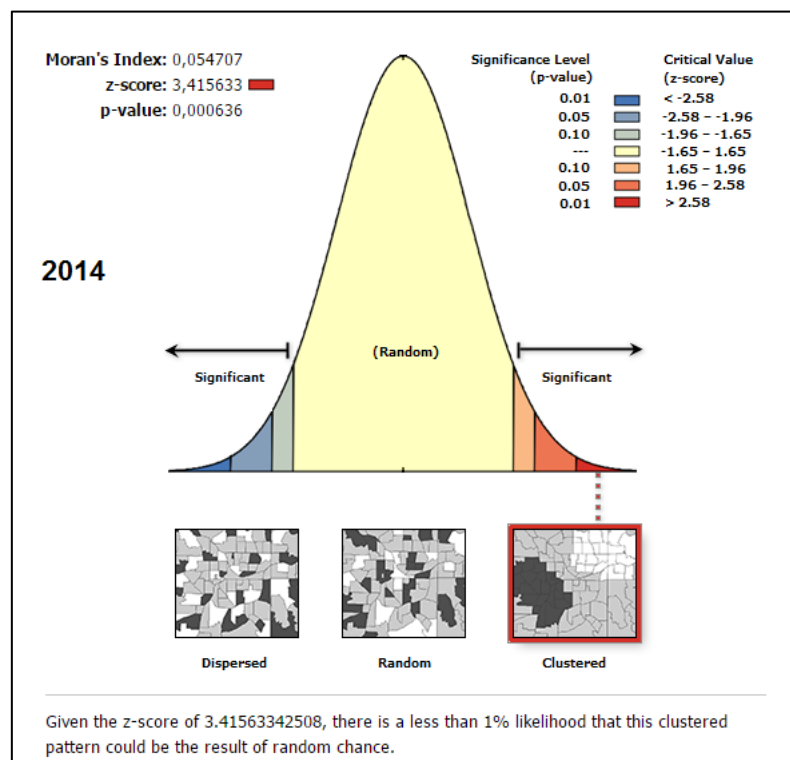 Moran's Index: 0,054707
z-score: 3,415633
p-value: 0,000636
Significance Level
(p-value)
Critical Value
(z-score)
0.01 < -2.58
0.05 -2.58 – -1.96
0.10 -1.96 – -1.65
--- -1.65 – 1.65
0.10 1.65 – 1.96
0.05 1.96 – 2.58
0.01 > 2.58
2014
(Random)
Significant
Significant
Dispersed
Random
Clustered
Given the z-score of 3.41563342508, there is a less than 1% likelihood that this clustered
pattern could be the result of random chance.